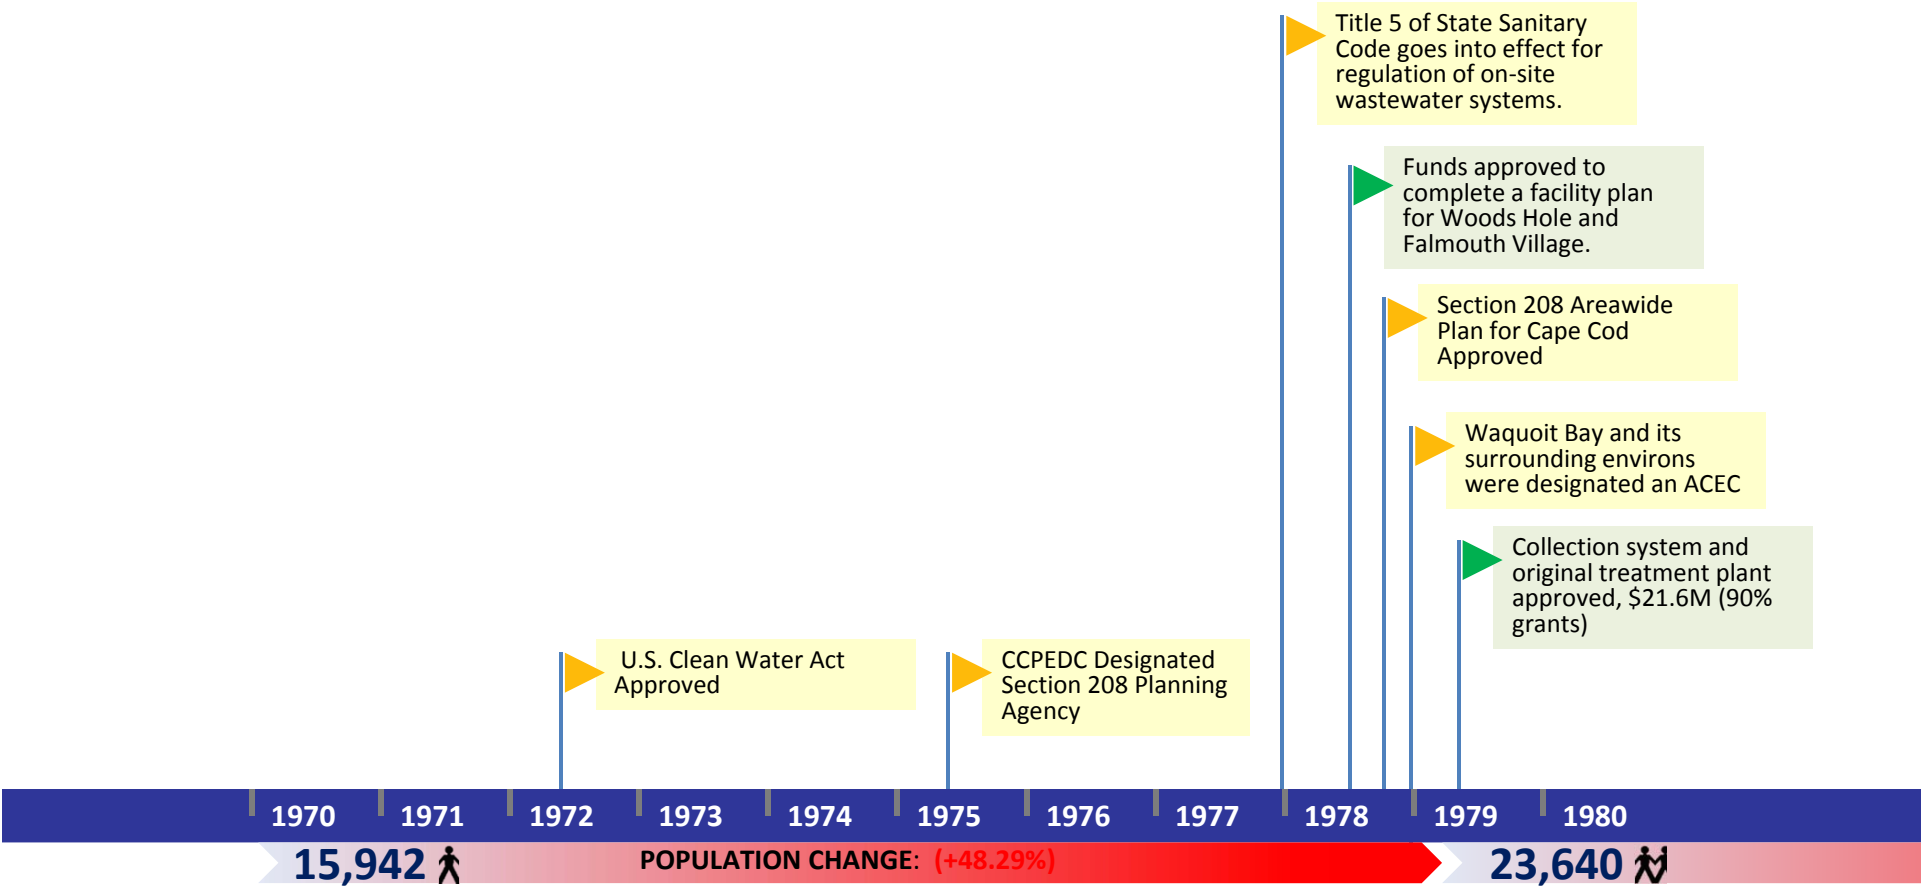 Title 5 of State Sanitary
Code goes into effect for
regulation of on-site
wastewater systems.
Funds approved to
complete a facility plan
for Woods Hole and
Falmouth Village.
Section 208 Areawide
Plan for Cape Cod
Approved
Waquoit Bay and its
surrounding environs
were designated an ACEC
Collection system and
original treatment plant
approved, $21.6M (90%
grants)
U.S. Clean Water Act
Approved
CCPEDC Designated
Section 208 Planning
Agency
1970 1971 1972 1973 1974 1975 1976 1977 1978 1979 1980
15,942 POPULATION CHANGE: (+48.29%) 23,640